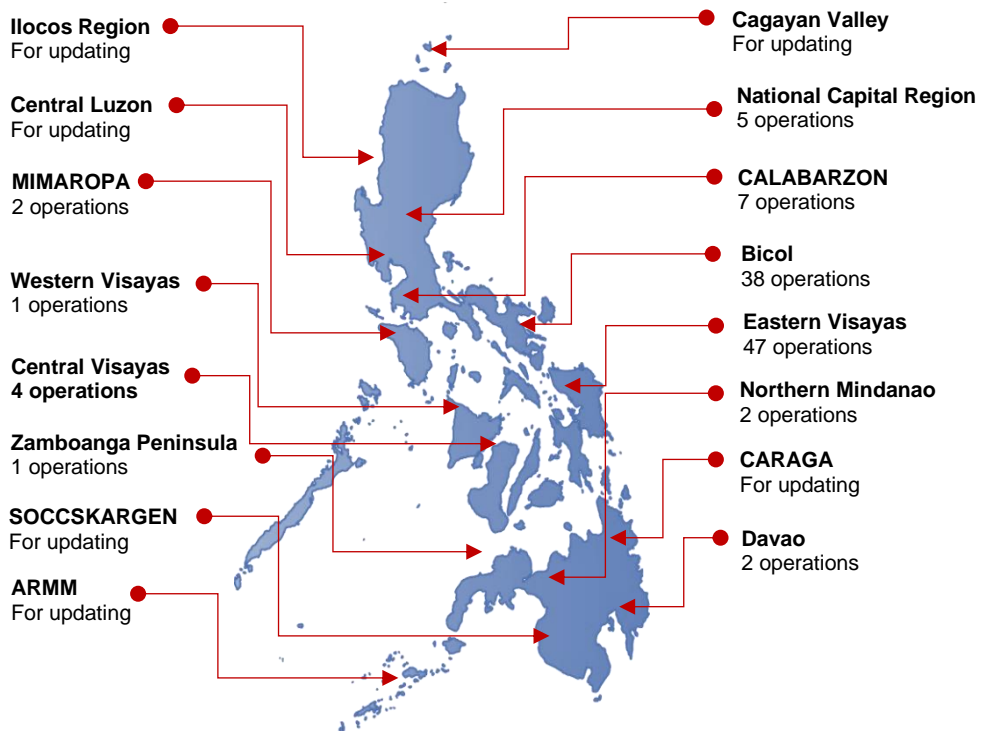 Ilocos Region
For updating
Central Luzon
For updating
MIMAROPA
2 operations
Western Visayas
1 operations
Central Visayas
4 operations
Zamboanga Peninsula
1 operations
SOCCSKARGEN
For updating
ARMM
For updating
Cagayan Valley
For updating
National Capital Region
5 operations
CALABARZON
7 operations
Bicol
38 operations
Eastern Visayas
47 operations
Northern Mindanao
2 operations
CARAGA
For updating
Davao
2 operations